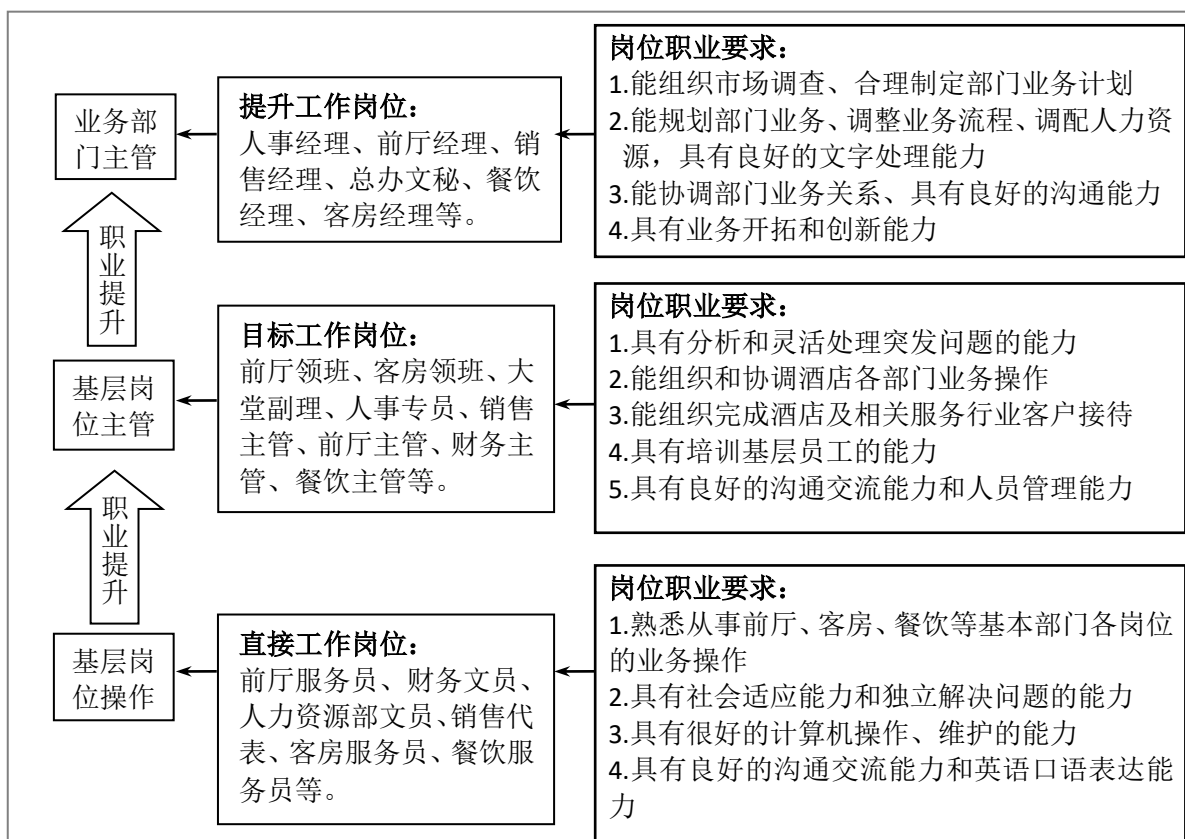 业务部
门主管
提升工作岗位：
人事经理、前厅经理、销
售经理、总办文秘、餐饮
经理、客房经理等。
岗位职业要求：
1.能组织市场调查、合理制定部门业务计划
2.能规划部门业务、调整业务流程、调配人力资
源，具有良好的文字处理能力
3.能协调部门业务关系、具有良好的沟通能力
4.具有业务开拓和创新能力
职
业
提
升
基层岗
位主管
目标工作岗位：
前厅领班、客房领班、大
堂副理、人事专员、销售
主管、前厅主管、财务主
管、餐饮主管等。
岗位职业要求：
1.具有分析和灵活处理突发问题的能力
2.能组织和协调酒店各部门业务操作
3.能组织完成酒店及相关服务行业客户接待
4.具有培训基层员工的能力
5.具有良好的沟通交流能力和人员管理能力
职
业
提
升
基层岗
位操作
直接工作岗位：
前厅服务员、财务文员、
人力资源部文员、销售代
表、客房服务员、餐饮服
务员等。
岗位职业要求：
1.熟悉从事前厅、客房、餐饮等基本部门各岗位
的业务操作
2.具有社会适应能力和独立解决问题的能力
3.具有很好的计算机操作、维护的能力
4.具有良好的沟通交流能力和英语口语表达能
力